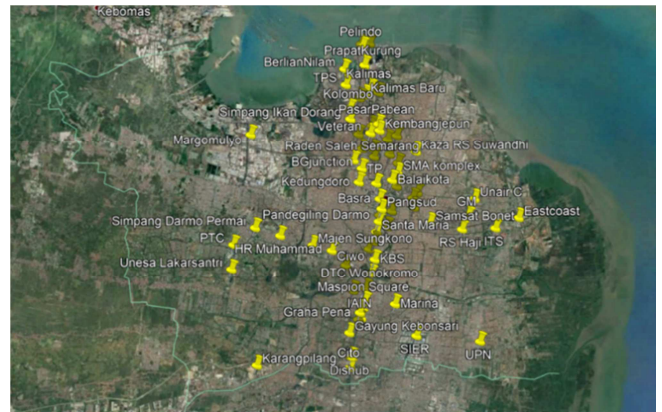 Kebomas
Pelindo
PrapatKurung
BerlianNilam
TPS
Kalimas
Kolombo
Kalimas Baru
Simpang Ikan Dorang
PasarPabean
Margomulyo
Veteran
Kembangjepun
Raden Saleh
Semarang
Kaza
RS Suwandhi
BGjunction
TP
SMA komplex
Kedungdoro
Balaikota
Basra
Pangsud
Unair C
GM
Eastcoast
Simpang Darmo Permai
Pandegiling
Darmo
Samsat
Bonet
Santa Maria
PTC
HR Muhammad
Majen Sungkono
RS Haji
ITS
Ciwo
KBS
Unesa Lakarsantri
DTC Wonokromo
Maspion Square
IAIN
Marina
Graha Pena
Gayung Kebonsari
SIER
UPN
Cito
Karangpilang
Dishub